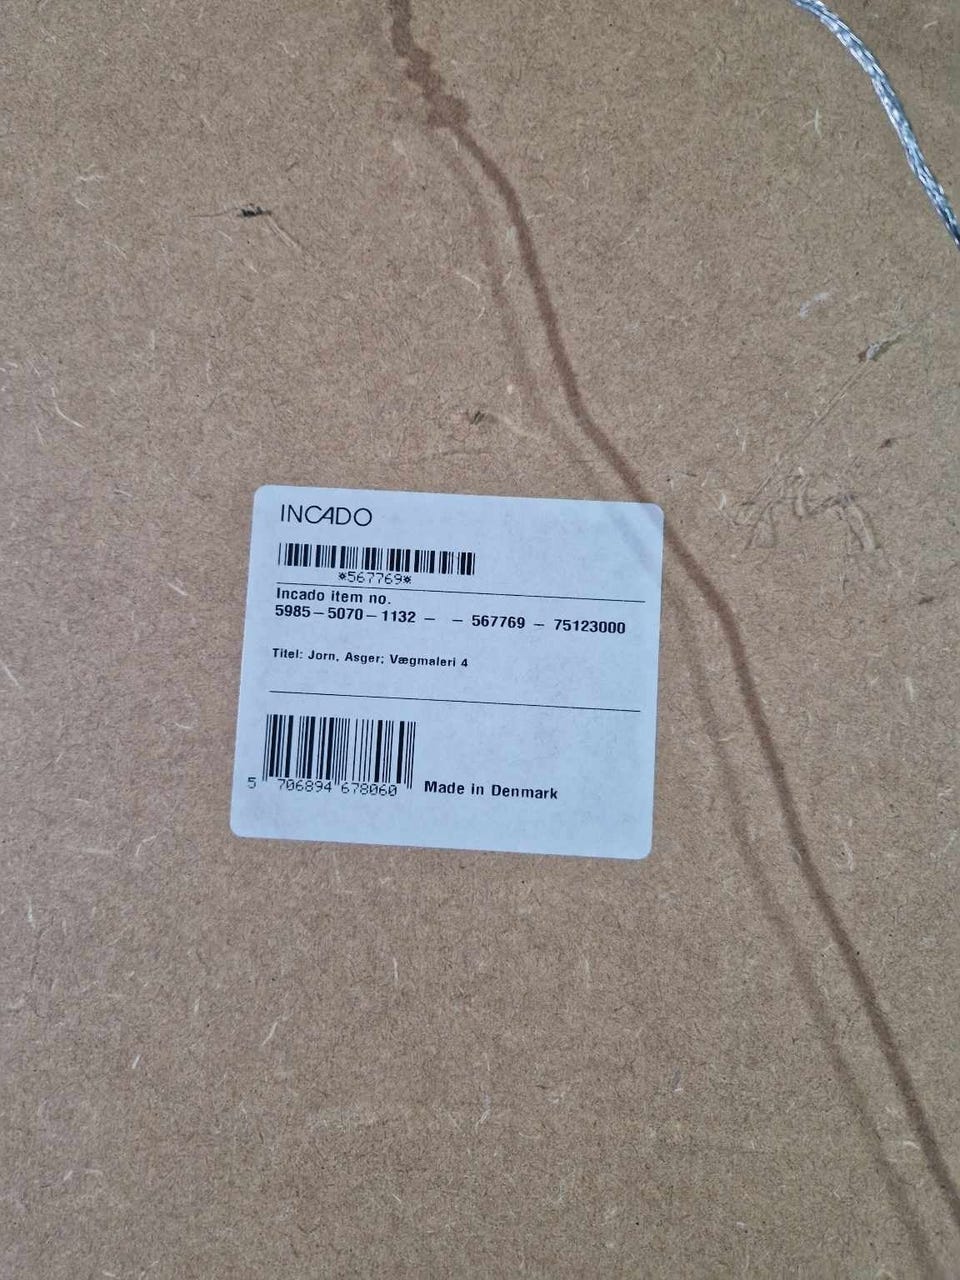 INCADO
*567769*
Incado item no.
5985-5070-1132 - - 567769 - 75123000
Titel: Jorn, Asger; Vægmaleri 4
5 706894 678060
Made in Denmark